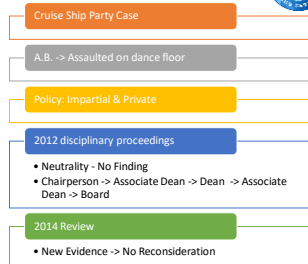 Cruise Ship Party Case
A.B. -> Assaulted on dance floor
Policy: Impartial & Private
2012 disciplinary proceedings
• Neutrality - No Finding
• Chairperson -> Associate Dean -> Dean -> Associate
Dean -> Board
2014 Review
• New Evidence -> No Reconsideration